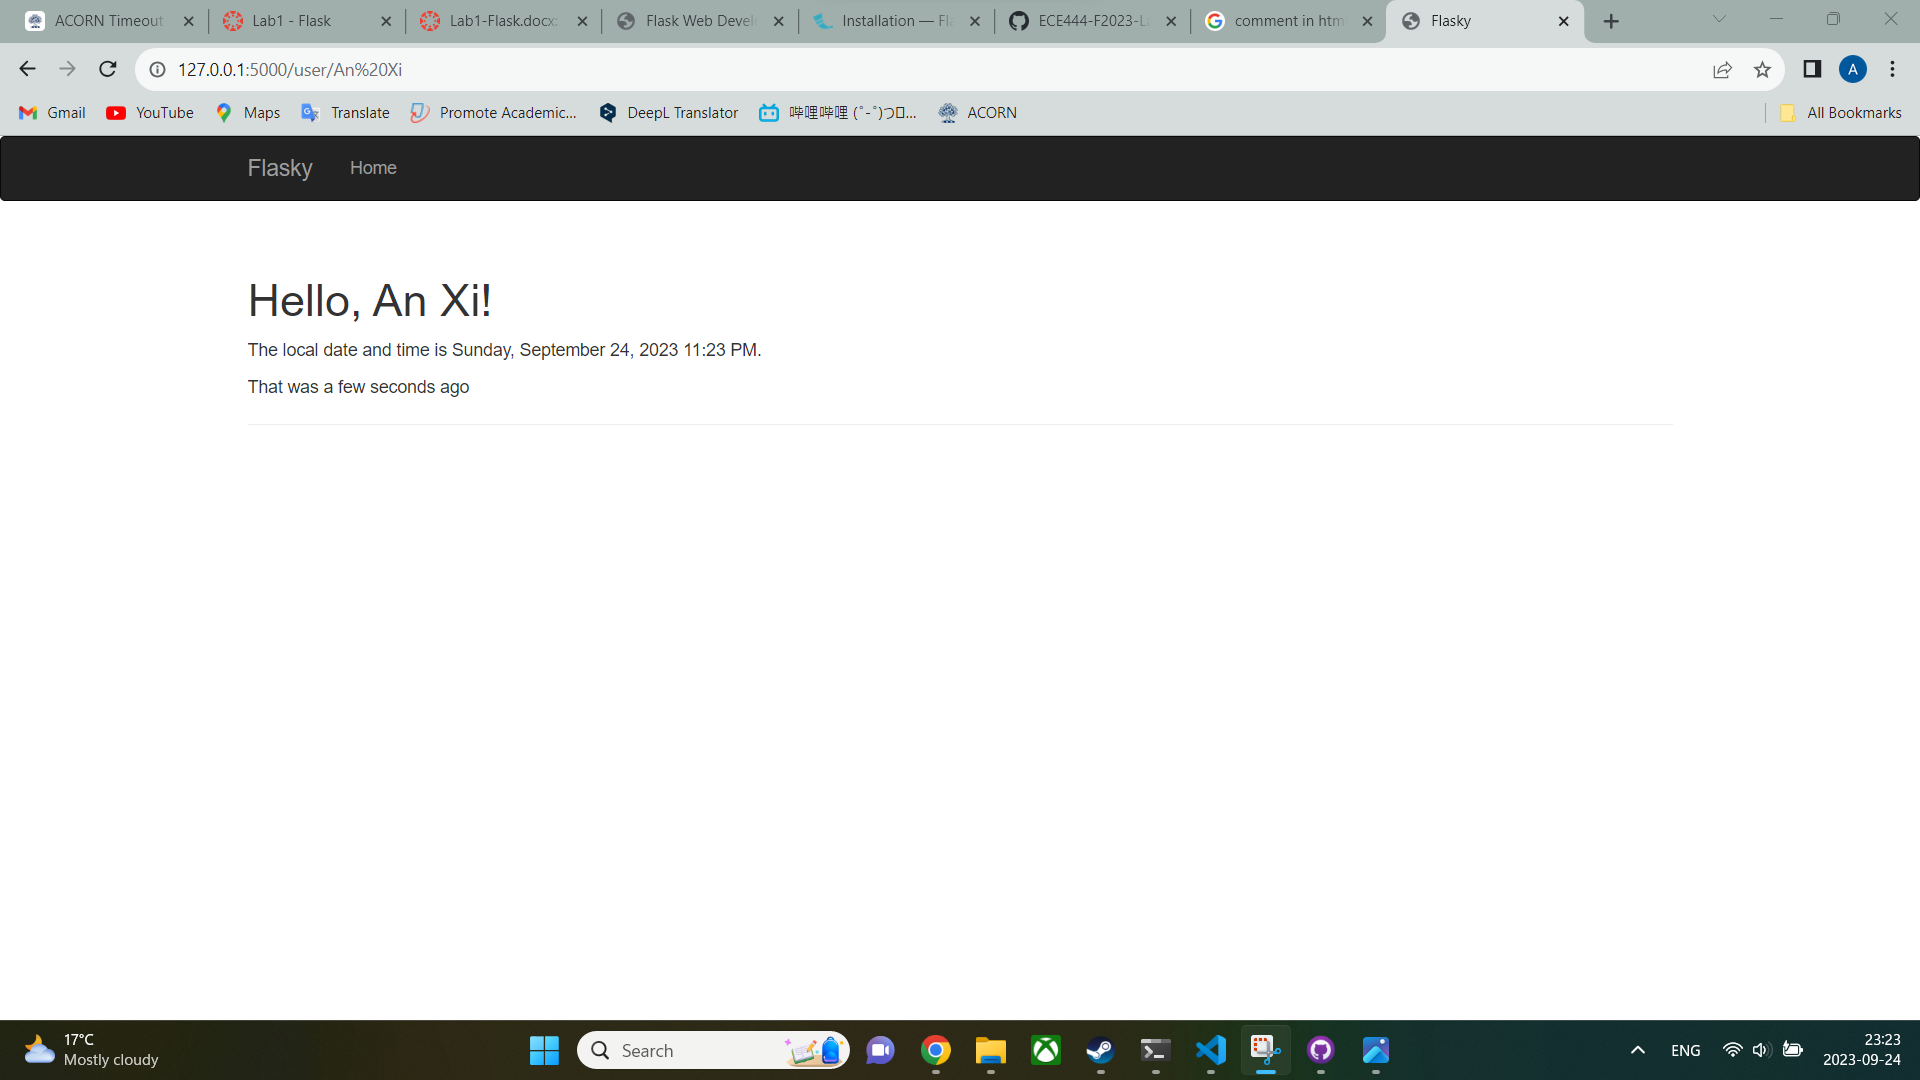 ACORN Timeout
Lab1 - Flask
Lab1-Flask.docx
Flask Web Devel
Installation — Fla
ECE444-F2023-La
comment in html
Flasky
127.0.0.1:5000/user/An%20Xi
A
Gmail
YouTube
Maps
Translate
Promote Academic...
DeepL Translator
哔哩哔哩 (˚-˚)つロ...
ACORN
All Bookmarks
Flasky
Home
Hello, An Xi!
The local date and time is Sunday, September 24, 2023 11:23 PM.
That was a few seconds ago
17°C
Mostly cloudy
Search
ENG
23:23
2023-09-24